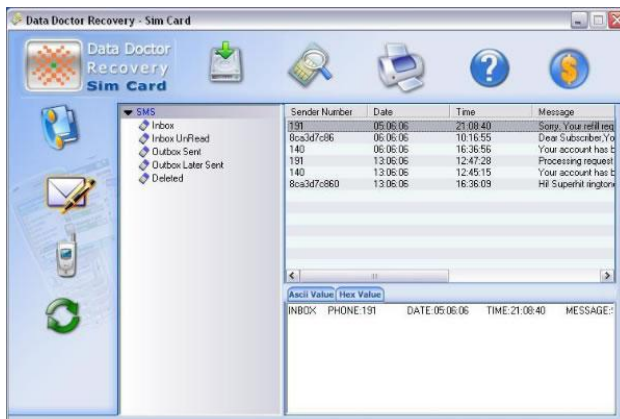 Data Doctor Recovery - Sim Card
Data Doctor
Recovery
Sim Card
SMS
Inbox
Inbox UnRead
Outbox Sent
Outbox Later Sent
Deleted
Sender Number Date Time Message
191 05:06:06 21:08:40 Sorry, Your refill req
8ca3d7c86 06:06:06 10:16:55 Dear Subscriber,Yo
140 06:06:06 16:36:56 Your account has b
191 13:06:06 12:47:28 Processing request
140 13:06:06 12:45:15 Your account has b
8ca3d7c860 13:06:06 16:36:09 Hi! Superhit ringtone
Ascii Value Hex Value
INBOX PHONE:191 DATE:05:06:06 TIME:21:08:40 MESSAGE: